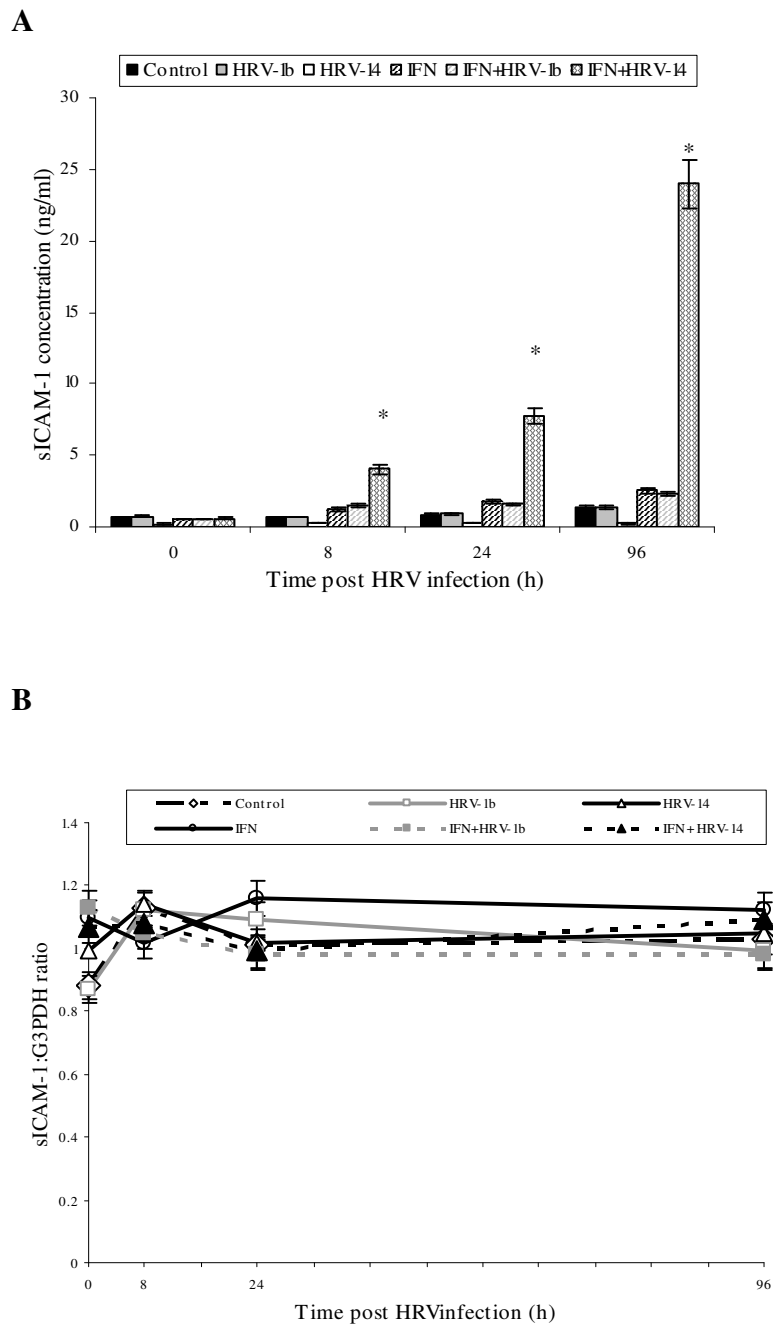 A
Control HRV-1b HRV-14 IFN IFN+HRV-1b IFN+HRV-14
30
25
20
15
10
5
0
sICAM-1 concentration (ng/ml)
*
*
*
0 8 24 96
Time post HRV infection (h)
B
Control HRV-1b HRV-14
IFN IFN+HRV-1b IFN+HRV-14
1.4
1.2
1
0.8
0.6
0.4
0.2
0
sICAM-1:G3PDH ratio
0 8 24 96
Time post HRVinfection (h)